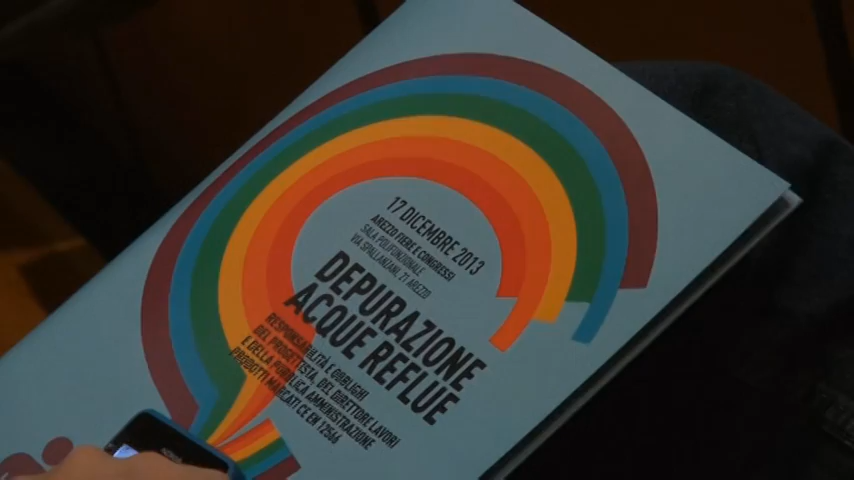 17 DICEMBRE 2013
AREZZO FIERE E CONGRESSI
SALA POLIFUNZIONALE
VIA SPALLANZANI, 21 AREZZO
DEPURAZIONE
ACQUE REFLUE
RESPONSABILITÀ E OBBLIGHI
DEL PROGETTISTA, DEL DIRETTORE LAVORI
E DELLA PUBBLICA AMMINISTRAZIONE
PRODOTTI MARCATI CE EN 12566